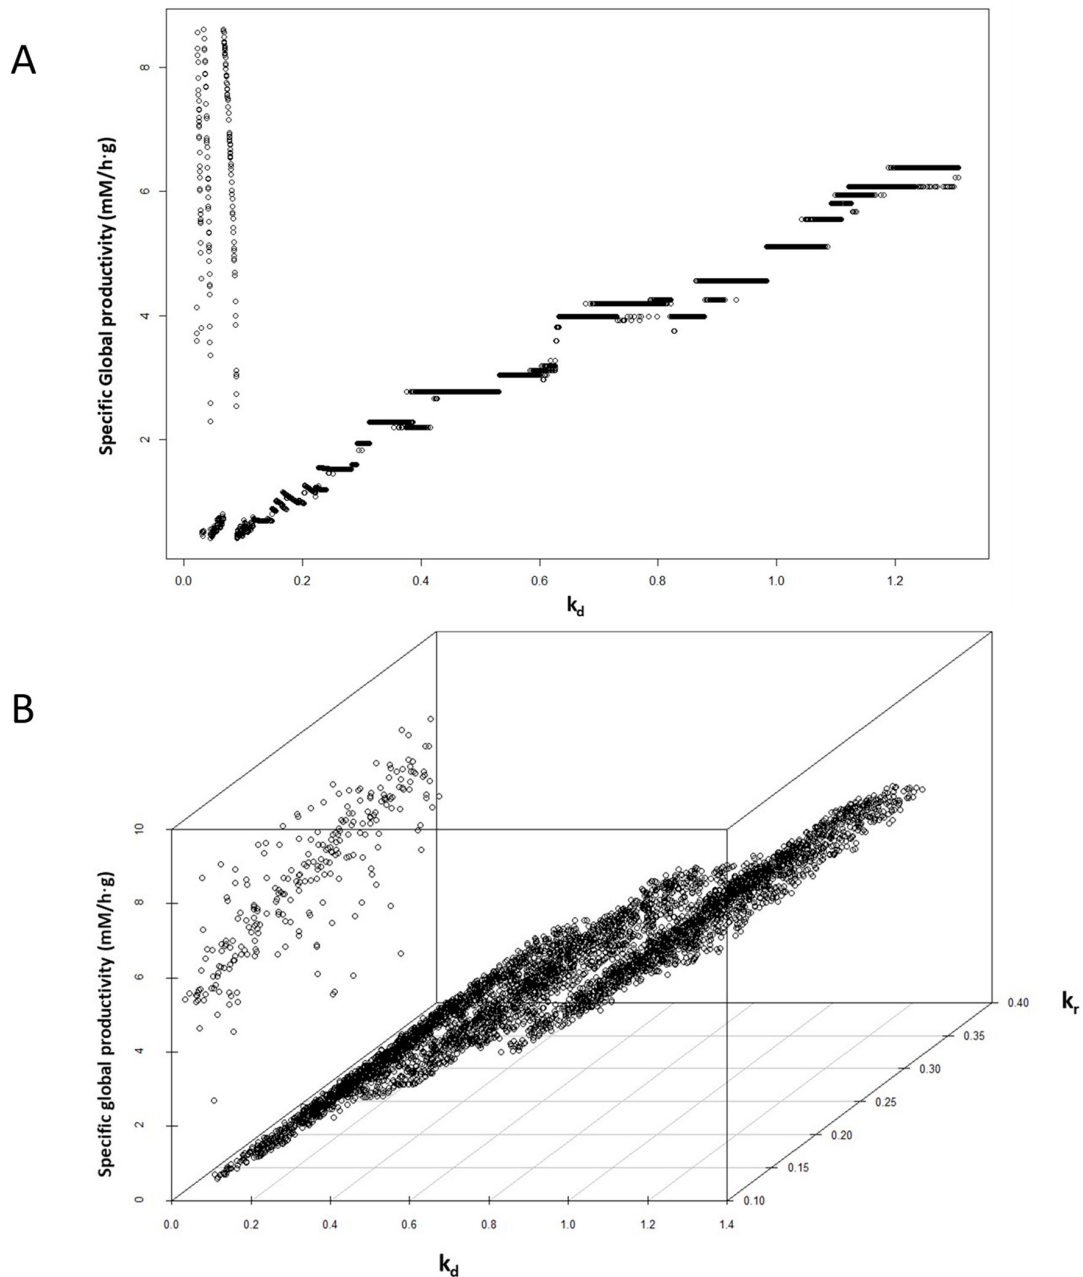 A
Specific Global productivity (mM/h·g)
8
6
4
2
0.0 0.2 0.4 0.6 0.8 1.0 1.2
kd
B
Specific global productivity (mM/h·g)
10
8
6
4
2
0
0.40
kr
0.35
0.30
0.25
0.20
0.15
0.10
0.0 0.2 0.4 0.6 0.8 1.0 1.2 1.4
kd